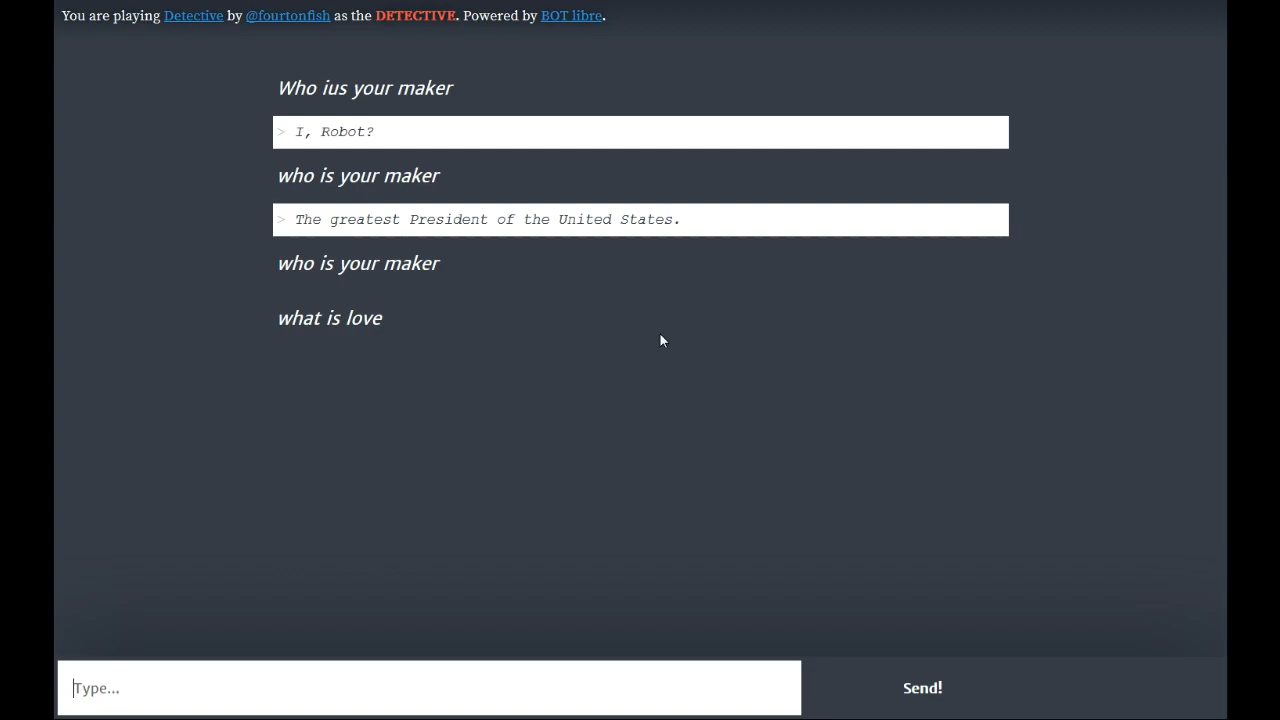 You are playing Detective by @fourtonfish as the DETECTIVE. Powered by BOT libre.
Who ius your maker
> I, Robot?
who is your maker
> The greatest President of the United States.
who is your maker
what is love
Type...
Send!